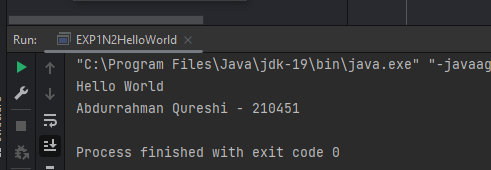 Run: EXP1N2HelloWorld
"C:\Program Files\Java\jdk-19\bin\java.exe" "-javaag
Hello World
Abdurrahman Qureshi - 210451
Process finished with exit code 0